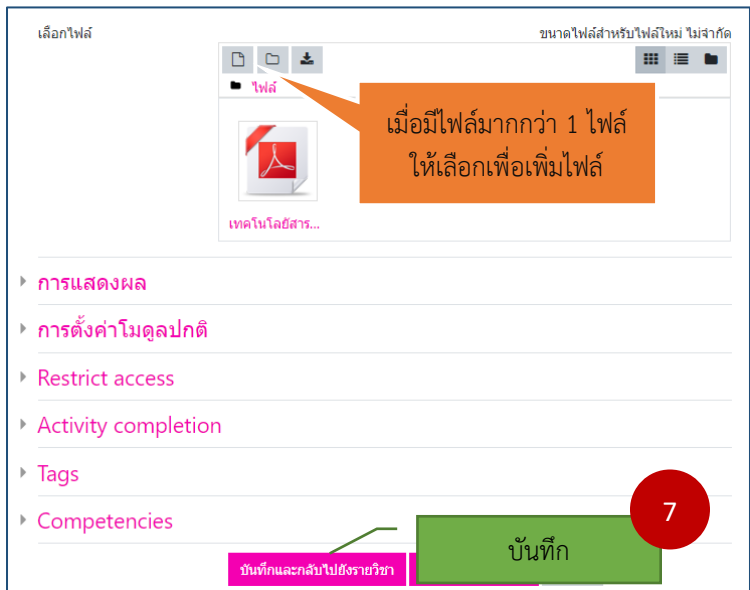 เลือกไฟล์
ขนาดไฟล์สำหรับไฟล์ใหม่ ไม่จำกัด
ไฟล์
เมื่อมีไฟล์มากกว่า 1 ไฟล์
ให้เลือกเพื่อเพิ่มไฟล์
เทคโนโลยีสาร...
การแสดงผล
การตั้งค่าโมดูลปกติ
Restrict access
Activity completion
Tags
Competencies
7
บันทึก
บันทึกและกลับไปยังรายวิชา